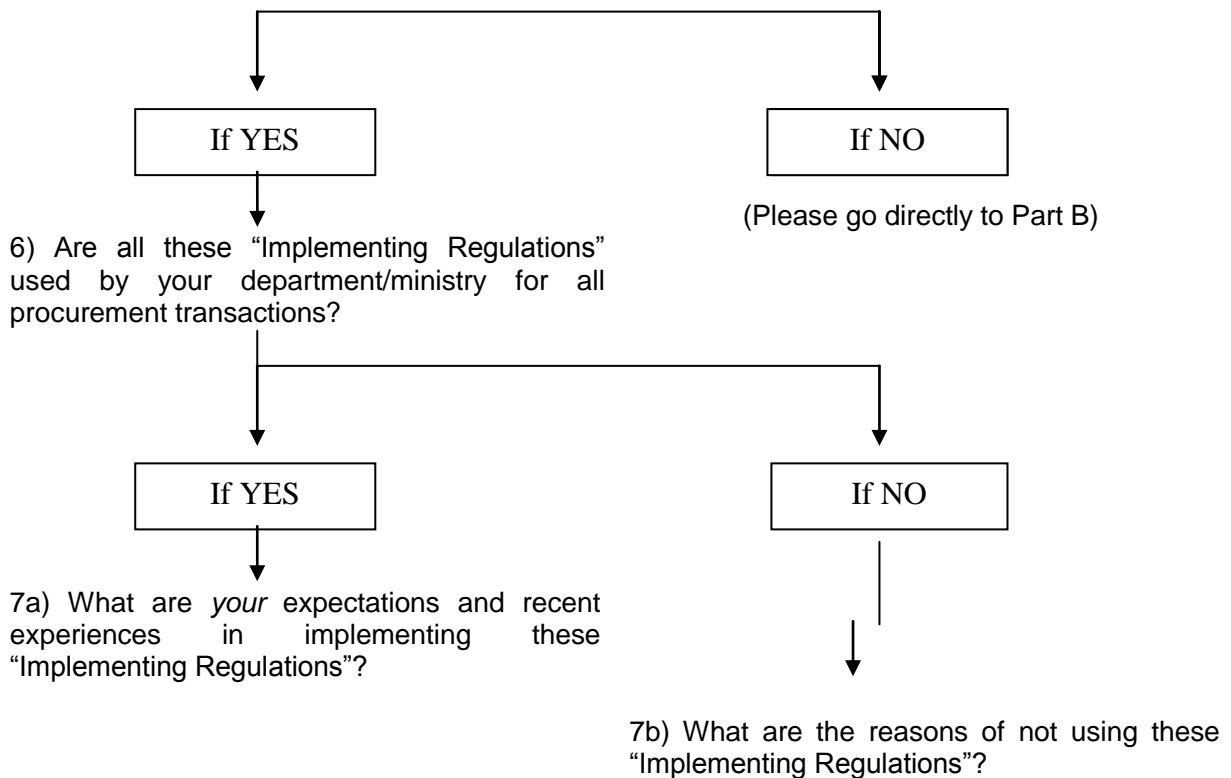 If YES
If NO
(Please go directly to Part B)
6) Are all these “Implementing Regulations”
used by your department/ministry for all
procurement transactions?
If YES
If NO
7a) What are your expectations and recent
experiences in implementing these
“Implementing Regulations”?
7b) What are the reasons of not using these
“Implementing Regulations”?